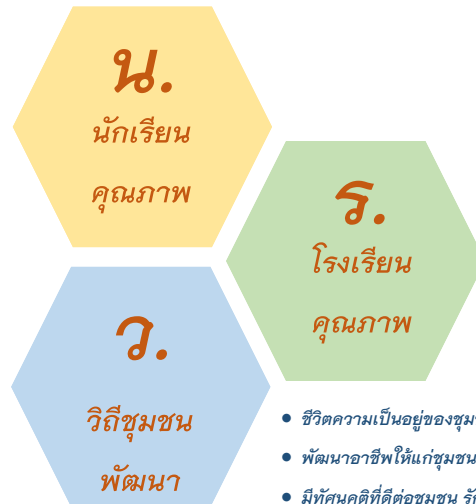 น.
นักเรียน
คุณภาพ
ร.
โรงเรียน
คุณภาพ
ว.
วิถีชุมชน
พัฒนา
• ชีวิตความเป็นอยู่ของ
• พัฒนาอาชีพให้แก่ชุมชน
• มีทัศนคติที่ดีต่อชุมชน